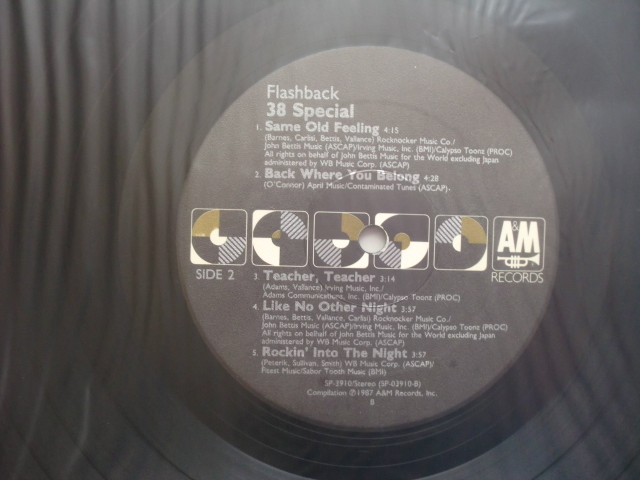 Flashback
38 Special
1. Same Old Feeling 4:15
(Barnes, Carlisi, Bettis, Vallance) Rocknocker Music Co./
John Bettis Music (ASCAP)/Irving Music, Inc. (BMI)/Calypso Toonz (PROC)
All rights on behalf of John Bettis Music for the World excluding Japan
administered by WB Music Corp. (ASCAP)
2. Back Where You Belong 4:28
(O'Connor) April Music/Contaminated Tunes (ASCAP).
A&M
SIDE 2
RECORDS
3. Teacher, Teacher 3:14
(Adams, Vallance) Irving Music, Inc./
Adams Communications, Inc. (BMI)/Calypso Toonz (PROC)
4. Like No Other Night 3:57
(Barnes, Bettis, Vallance, Carlisi) Rocknocker Music Co./
John Bettis Music (ASCAP)/Irving Music, Inc. (BMI)/Calypso Toonz (PROC)
All rights on behalf of John Bettis Music for the World excluding Japan
administered by WB Music Corp. (ASCAP)
5. Rockin' Into The Night 3:57
(Peterik, Sullivan, Smith) WB Music Corp. (ASCAP)/
Easy Action Music/Saber Tooth Music (BMI)
SP-3910/Stereo (SP-03910-B)
Compilation ℗1987 A&M Records, Inc.
8